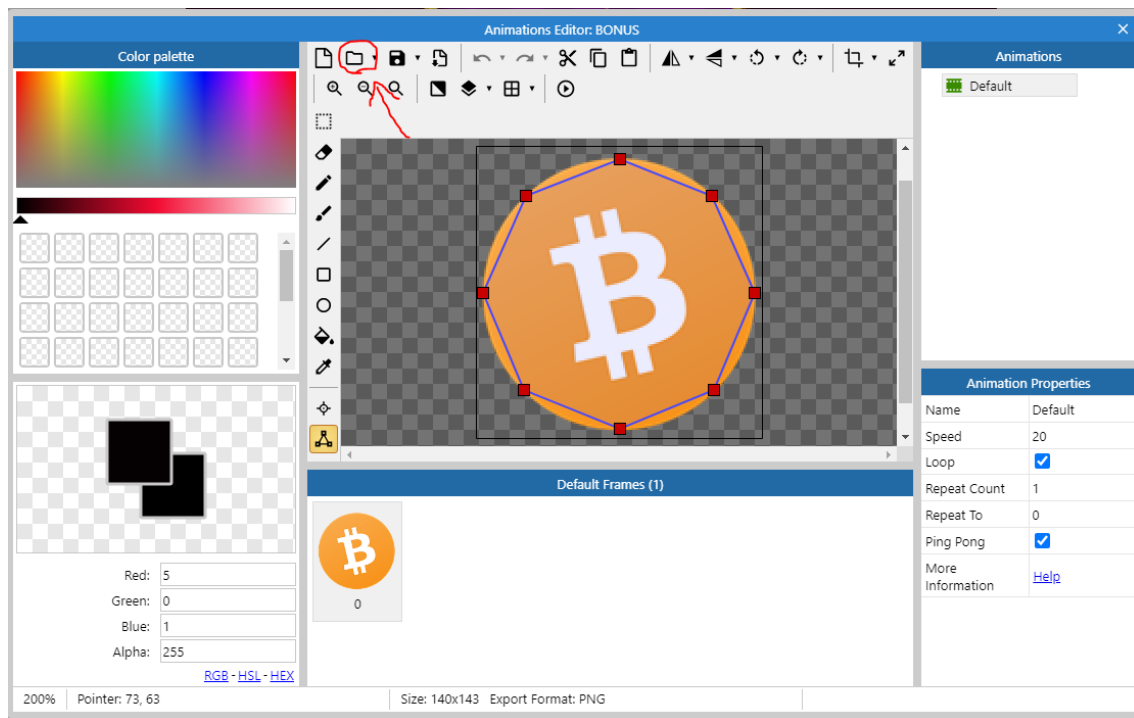 Animations Editor: BONUS
Color palette
Animations
Default
Default Frames (1)
0
Animation Properties
Name Default
Speed 20
Loop
Repeat Count 1
Repeat To 0
Ping Pong
More
Information Help
Red: 5
Green: 0
Blue: 1
Alpha: 255
RGB - HSL - HEX
200% Pointer: 73, 63 Size: 140x143 Export Format: PNG